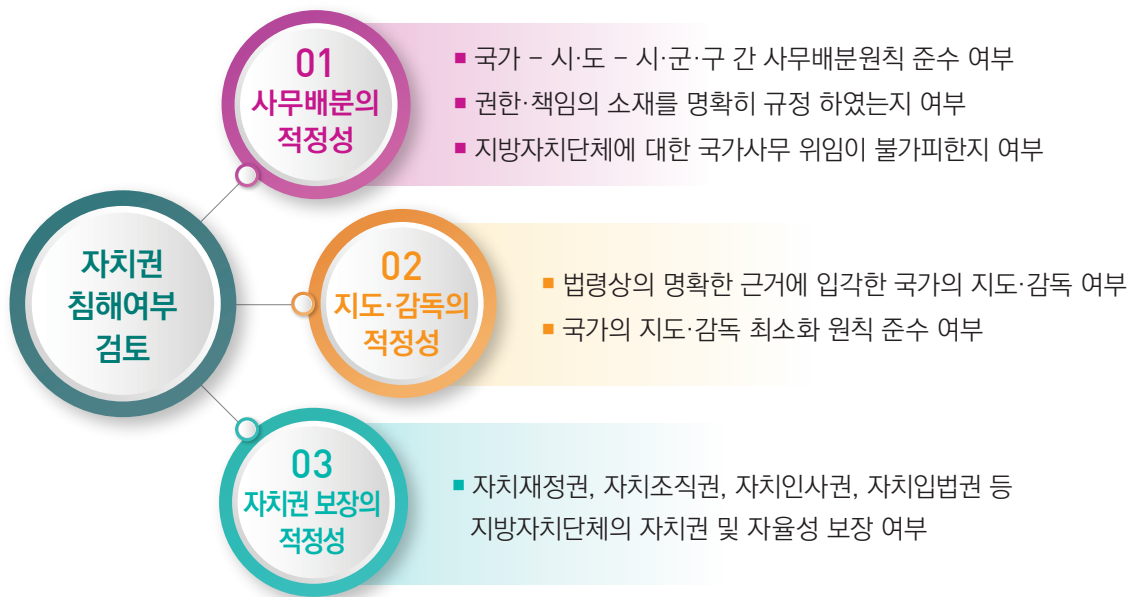 자치권
침해여부
검토
01
사무배분의
적정성
■ 국가 – 시·도 – 시·군·구 간 사무배분원칙 준수 여부
■ 권한·책임의 소재를 명확히 규정 하였는지 여부
■ 지방자치단체에 대한 국가사무 위임이 불가피한지 여부
02
지도·감독의
적정성
■ 법령상의 명확한 근거에 입각한 국가의 지도·감독 여부
■ 국가의 지도·감독 최소화 원칙 준수 여부
03
자치권 보장의
적정성
■ 자치재정권, 자치조직권, 자치인사권, 자치입법권 등
지방자치단체의 자치권 및 자율성 보장 여부